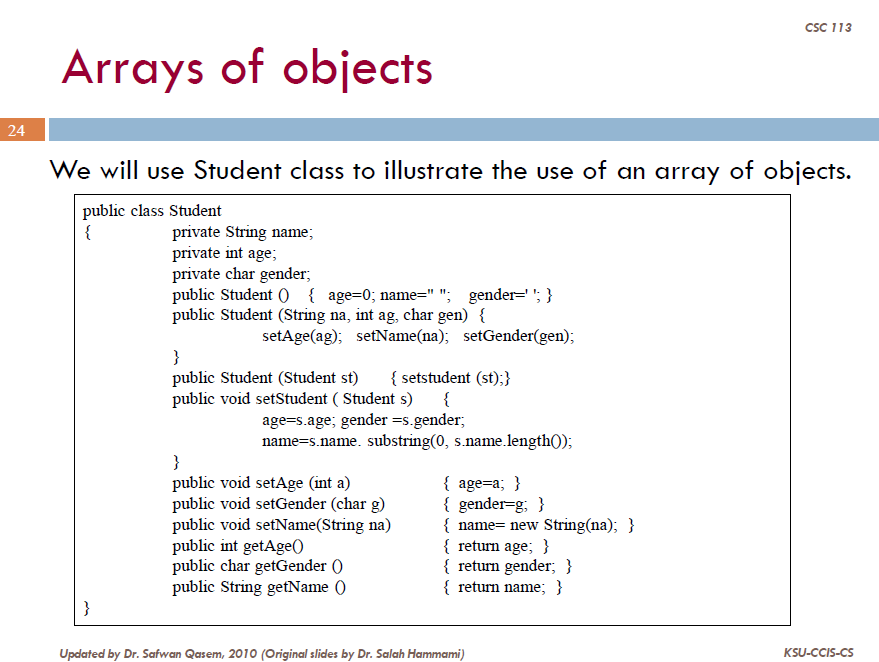 CSC 113
Arrays of objects
24
We will use Student class to illustrate the use of an array of objects.
public class Student
{ private String name;
private int age;
private char gender;
public Student () { age=0; name=" "; gender=' '; }
public Student (String na, int ag, char gen) {
setAge(ag); setName(na); setGender(gen);
}
public Student (Student st) { setstudent (st);}
public void setStudent ( Student s) {
age=s.age; gender =s.gender;
name=s.name. substring(0, s.name.length());
}
public void setAge (int a) { age=a; }
public void setGender (char g) { gender=g; }
public void setName(String na) { name= new String(na); }
public int getAge() { return age; }
public char getGender () { return gender; }
public String getName () { return name; }
}
Updated by Dr. Safwan Qasem, 2010 (Original slides by Dr. Salah Hammami)
KSU-CCIS-CS